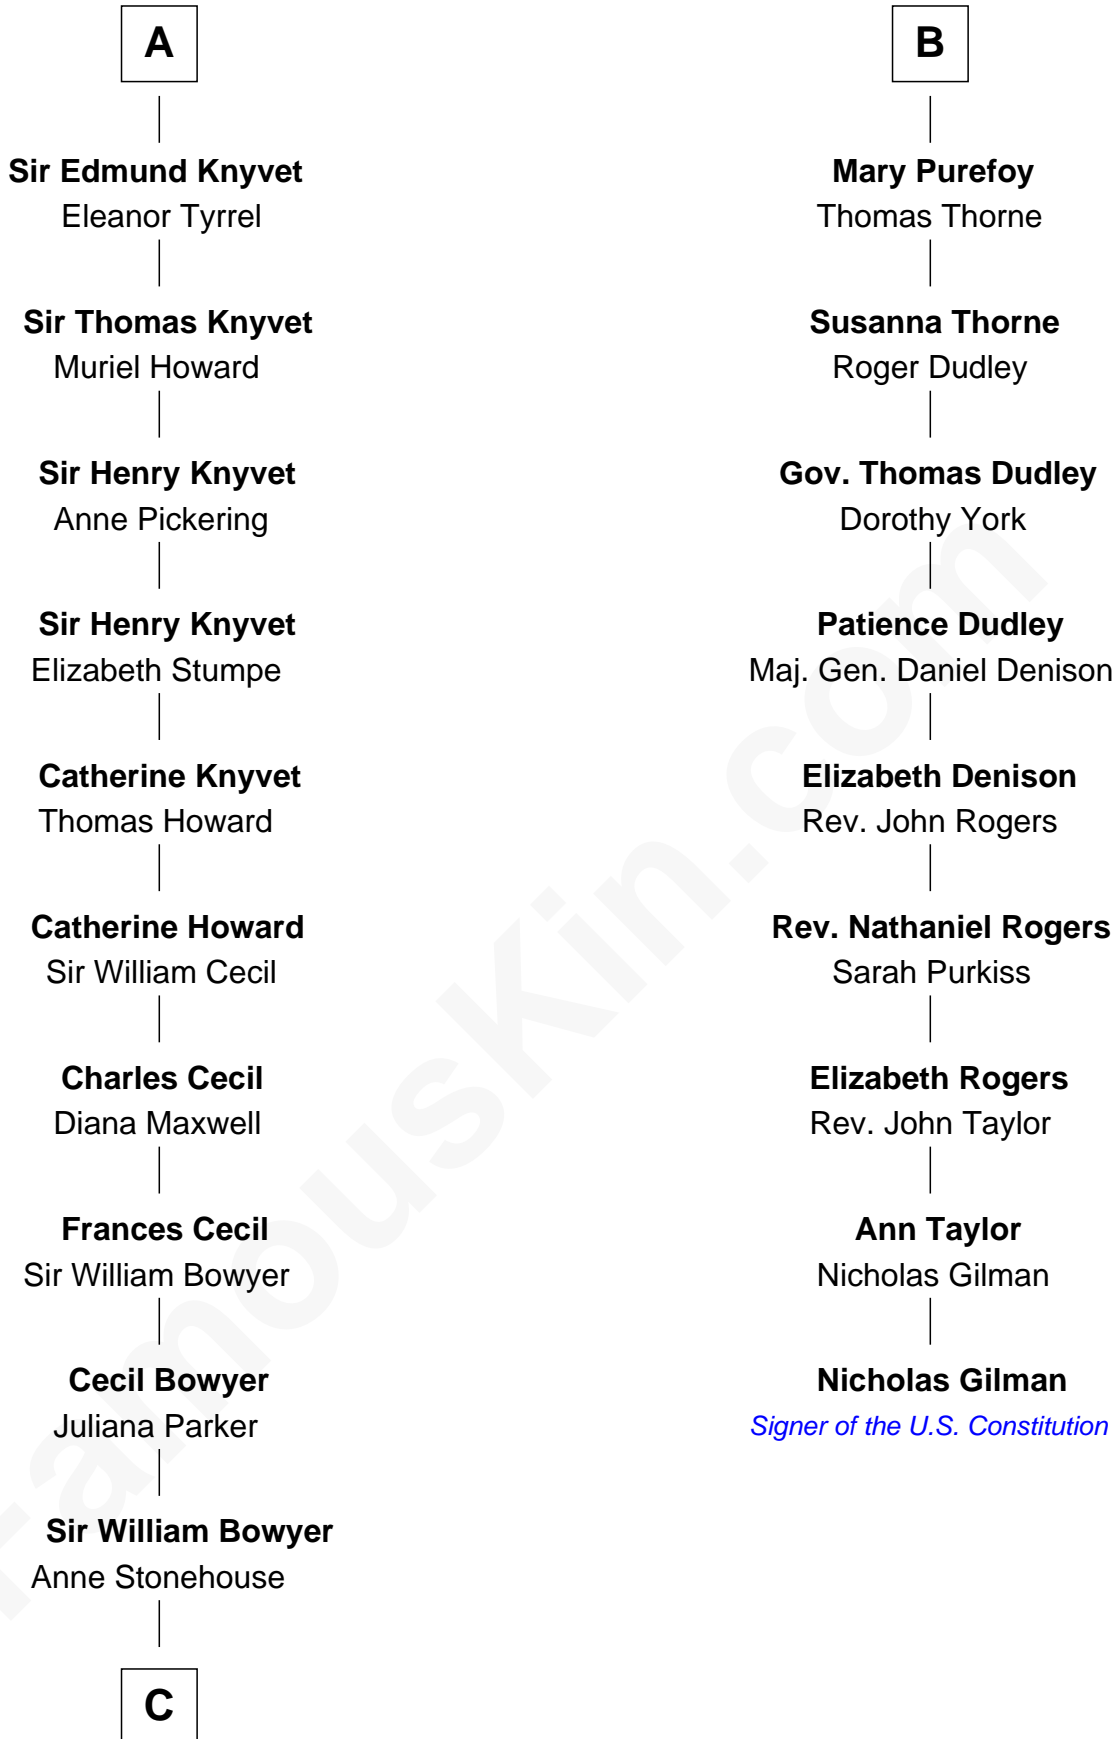 A
Sir Edmund Knyvet
Eleanor Tyrrel
Sir Thomas Knyvet
Muriel Howard
Sir Henry Knyvet
Anne Pickering
Sir Henry Knyvet
Elizabeth Stumpe
Catherine Knyvet
Thomas Howard
Catherine Howard
Sir William Cecil
Charles Cecil
Diana Maxwell
Frances Cecil
Sir William Bowyer
Cecil Bowyer
Juliana Parker
Sir William Bowyer
Anne Stonehouse
C
B
Mary Purefoy
Thomas Thorne
Susanna Thorne
Roger Dudley
Gov. Thomas Dudley
Dorothy York
Patience Dudley
Maj. Gen. Daniel Denison
Elizabeth Denison
Rev. John Rogers
Rev. Nathaniel Rogers
Sarah Purkiss
Elizabeth Rogers
Rev. John Taylor
Ann Taylor
Nicholas Gilman
Nicholas Gilman
Signer of the U.S. Constitution
FamousKin.com